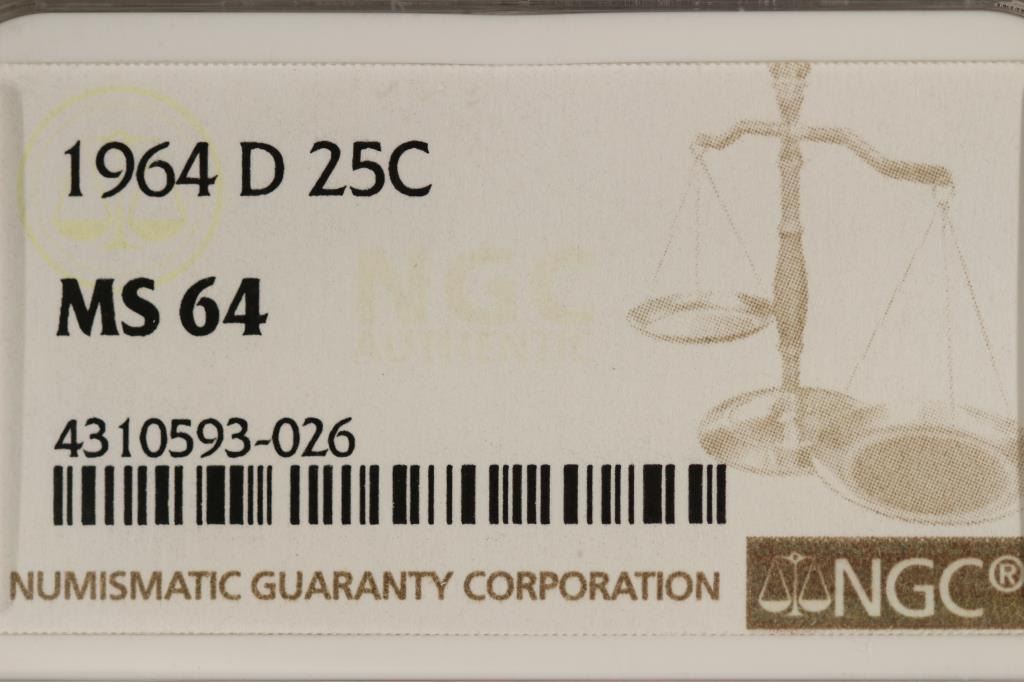 1964 D 25C
NGC
AUTHENTIC
MS 64
4310593-026
NUMISMATIC GUARANTY CORPORATION
NGC®